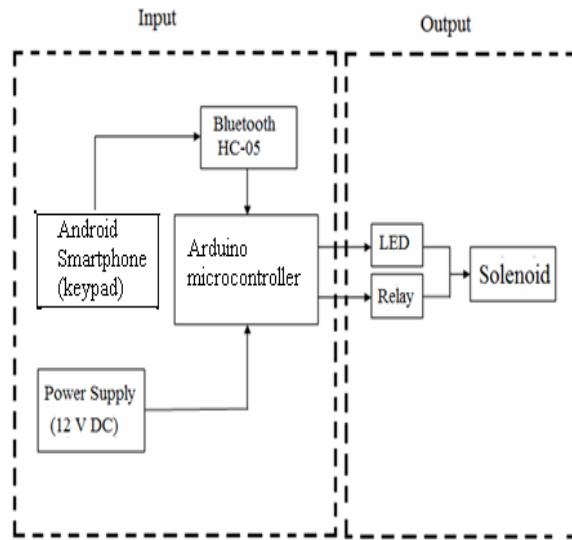 Input
Output
Bluetooth
HC-05
Android
Smartphone
(keypad)
Arduino
microcontroller
LED
Relay
Solenoid
Power Supply
(12 V DC)